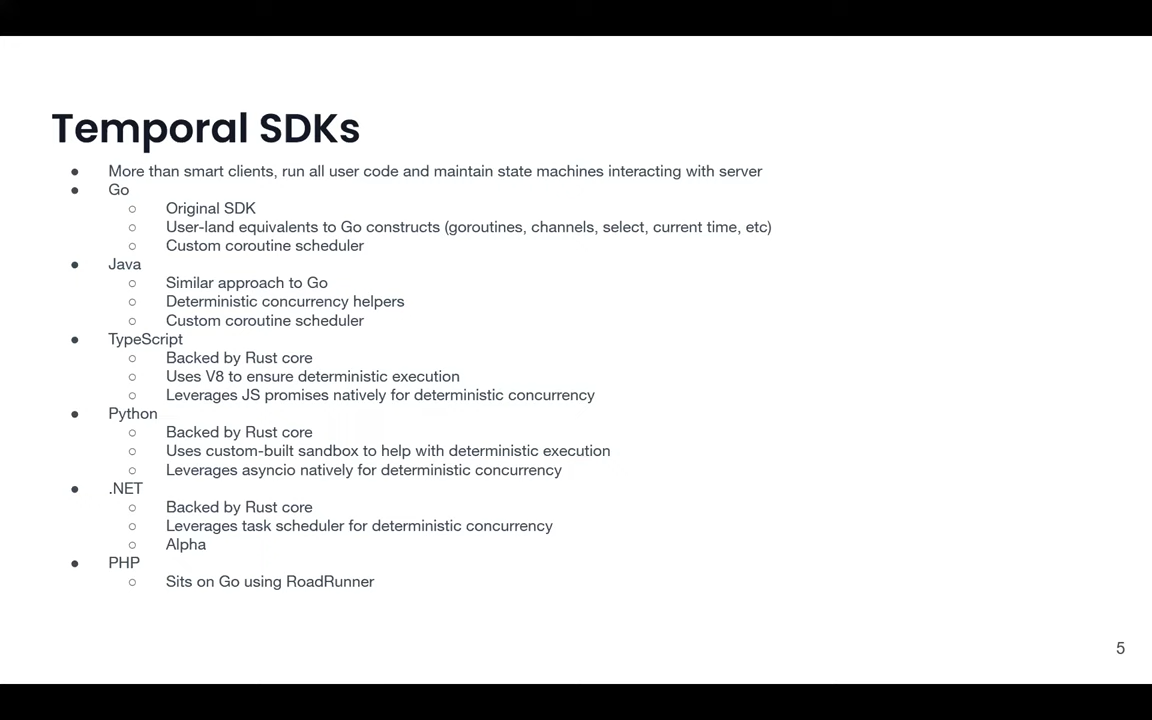 Temporal SDKs
● More than smart clients, run all user code and maintain state machines interacting with server
● Go
○ Original SDK
○ User-land equivalents to Go constructs (goroutines, channels, select, current time, etc)
○ Custom coroutine scheduler
● Java
○ Similar approach to Go
○ Deterministic concurrency helpers
○ Custom coroutine scheduler
● TypeScript
○ Backed by Rust core
○ Uses V8 to ensure deterministic execution
○ Leverages JS promises natively for deterministic concurrency
● Python
○ Backed by Rust core
○ Uses custom-built sandbox to help with deterministic execution
○ Leverages asyncio natively for deterministic concurrency
● .NET
○ Backed by Rust core
○ Leverages task scheduler for deterministic concurrency
○ Alpha
● PHP
○ Sits on Go using RoadRunner
5